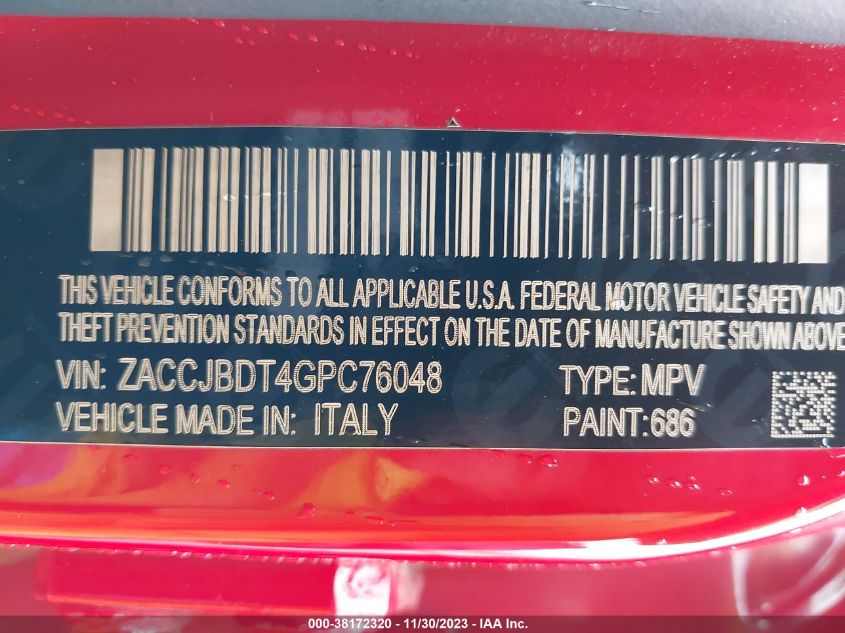 THIS VEHICLE CONFORMS TO ALL APPLICABLE U.S.A. FEDERAL MOTOR VEHICLE SAFETY AND
THEFT PREVENTION STANDARDS IN EFFECT ON THE DATE OF MANUFACTURE SHOWN ABOVE
VIN: ZACCJBDT4GPC76048 TYPE: MPV
VEHICLE MADE IN: ITALY PAINT:686
000-38172320 / 11/30/2023 - IAA Inc.